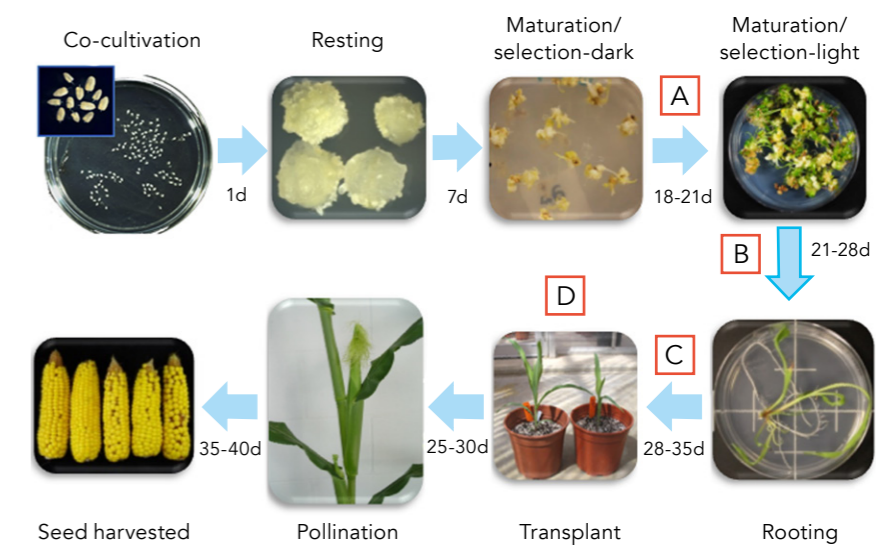 Co-cultivation
Resting
Maturation/
selection-dark
Maturation/
selection-light
A
1d
7d
18-21d
B
21-28d
D
C
35-40d
25-30d
28-35d
Seed harvested
Pollination
Transplant
Rooting